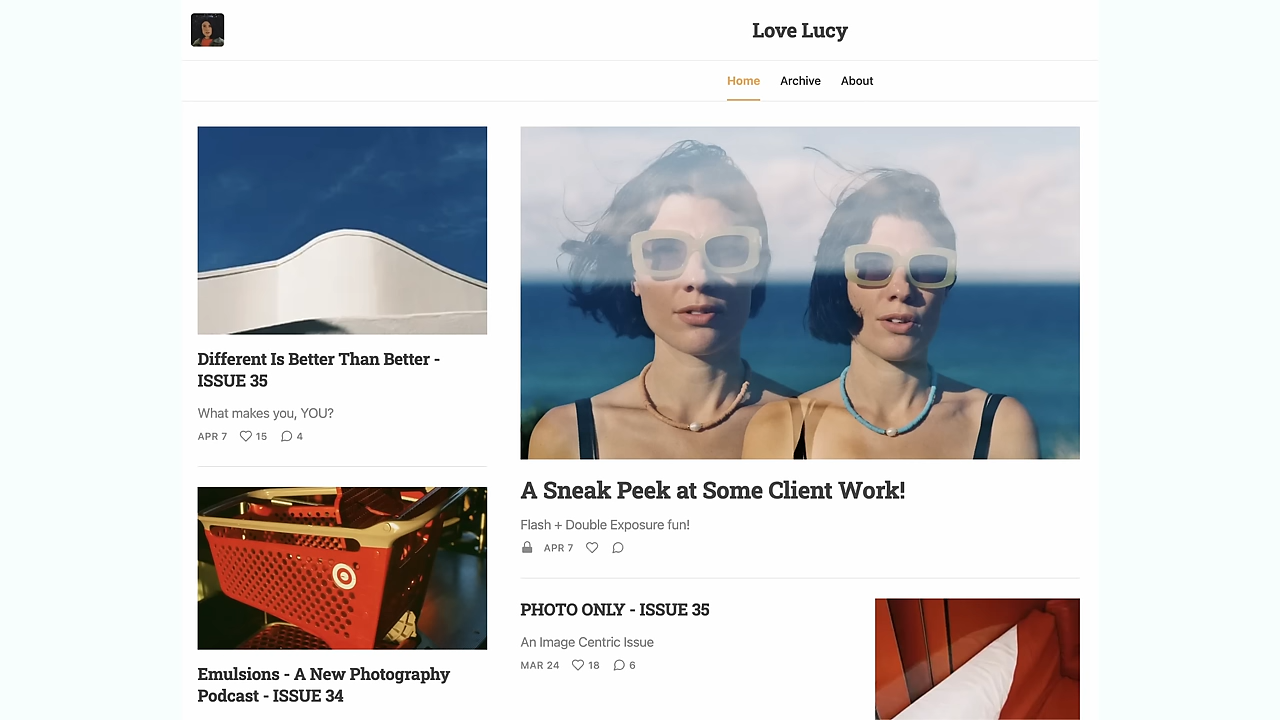 Love Lucy
Home Archive About
Different Is Better Than Better -
ISSUE 35
What makes you, YOU?
APR 7 15 4
Emulsions - A New Photography
Podcast - ISSUE 34
A Sneak Peek at Some Client Work!
Flash + Double Exposure fun!
APR 7
PHOTO ONLY - ISSUE 35
An Image Centric Issue
MAR 24 18 6